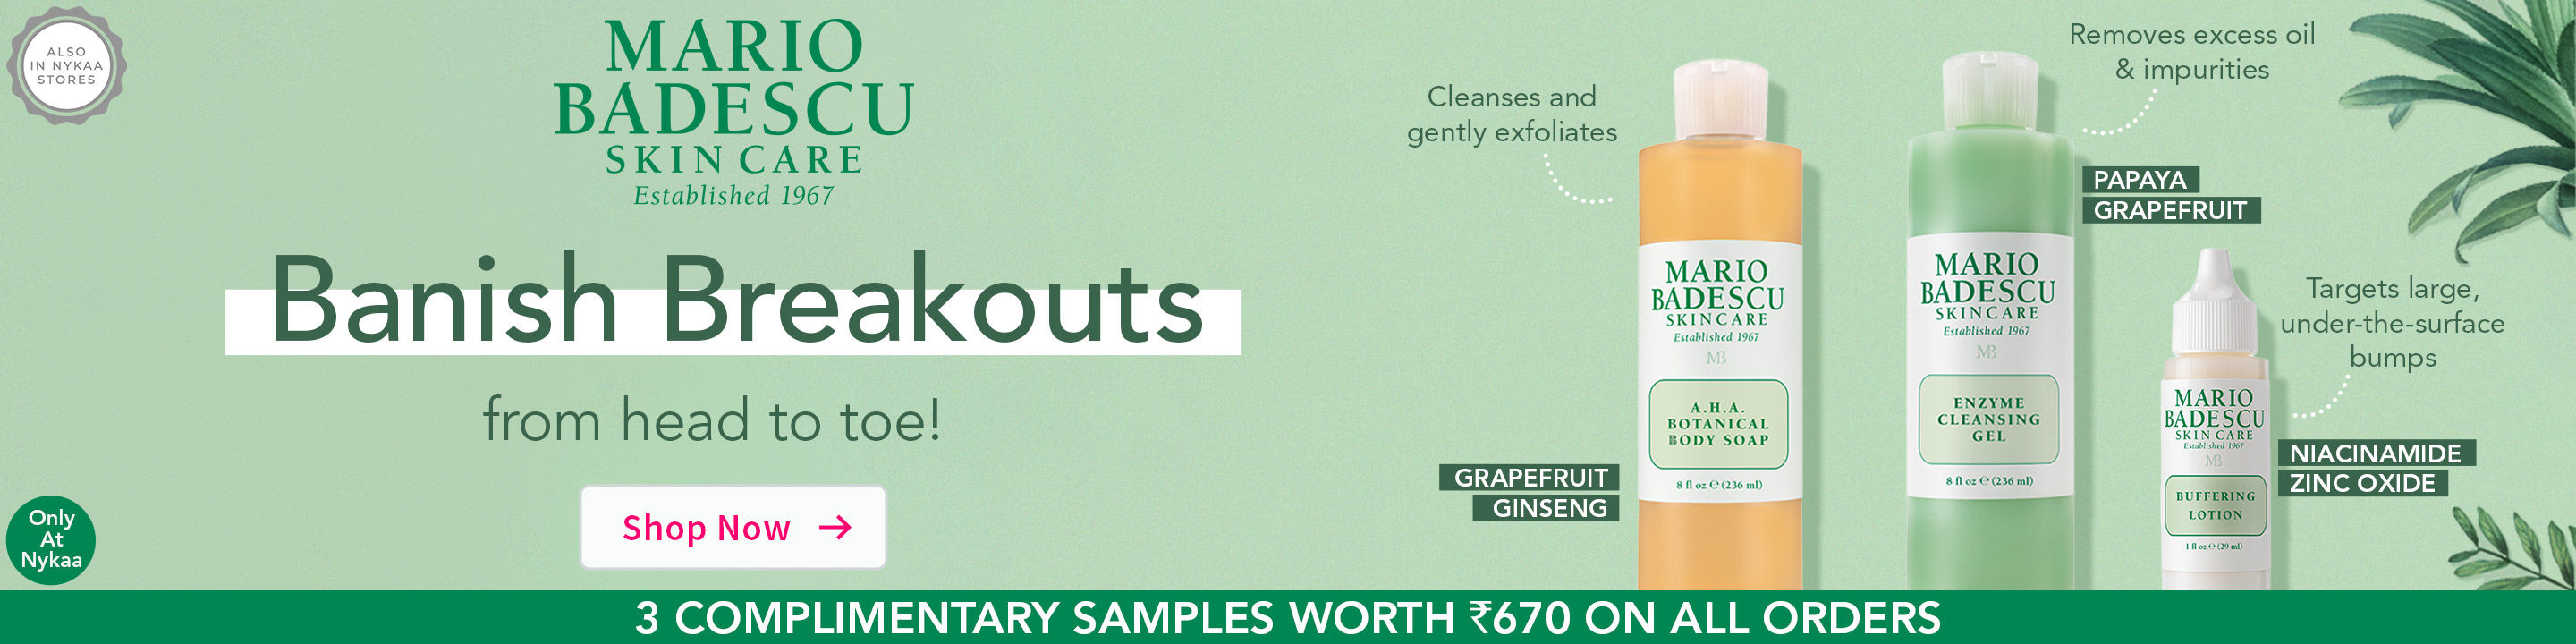 ALSO
IN NYKAA
STORES
MARIO
BADESCU
SKIN CARE
Established 1967
Banish Breakouts
from head to toe!
Shop Now →
Only
At
Nykaa
Cleanses and
gently exfoliates
MARIO
BADESCU
SKINCARE
Established 1967
MB
A.H.A.
BOTANICAL
BODY SOAP
8 fl oz ℮ (236 ml)
GRAPEFRUIT
GINSENG
Removes excess oil
& impurities
MARIO
BADESCU
SKINCARE
Established 1967
MB
ENZYME
CLEANSING
GEL
8 fl oz ℮ (236 ml)
PAPAYA
GRAPEFRUIT
Targets large,
under-the-surface
bumps
MARIO
BADESCU
SKIN CARE
Established 1967
MB
BUFFERING
LOTION
1 fl oz ℮ (29 ml)
NIACINAMIDE
ZINC OXIDE
3 COMPLIMENTARY SAMPLES WORTH ₹670 ON ALL ORDERS